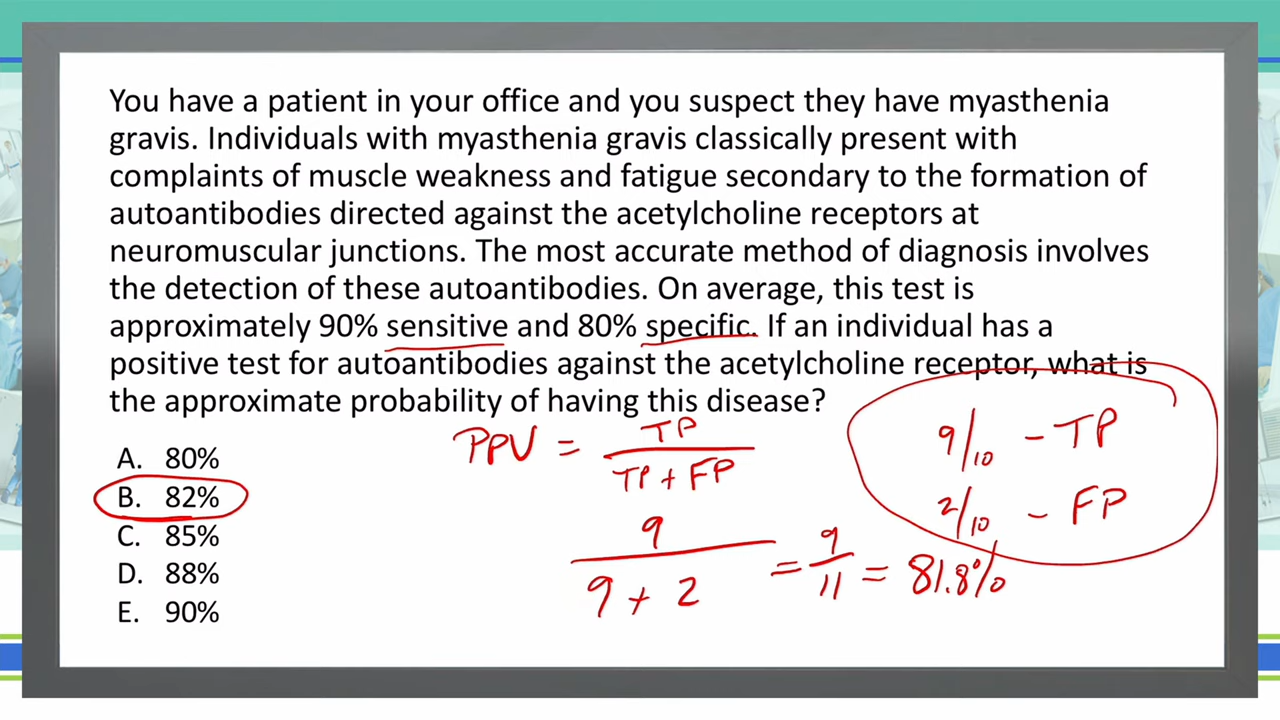 You have a patient in your office and you suspect they have myasthenia
gravis. Individuals with myasthenia gravis classically present with
complaints of muscle weakness and fatigue secondary to the formation of
autoantibodies directed against the acetylcholine receptors at
neuromuscular junctions. The most accurate method of diagnosis involves
the detection of these autoantibodies. On average, this test is
approximately 90% sensitive and 80% specific. If an individual has a
positive test for autoantibodies against the acetylcholine receptor, what is
the approximate probability of having this disease?
A. 80%
B. 82%
C. 85%
D. 88%
E. 90%
PPV = TP
TP + FP
9
9 + 2
= 9/11 = 81.8%
9/10 - TP
2/10 - FP